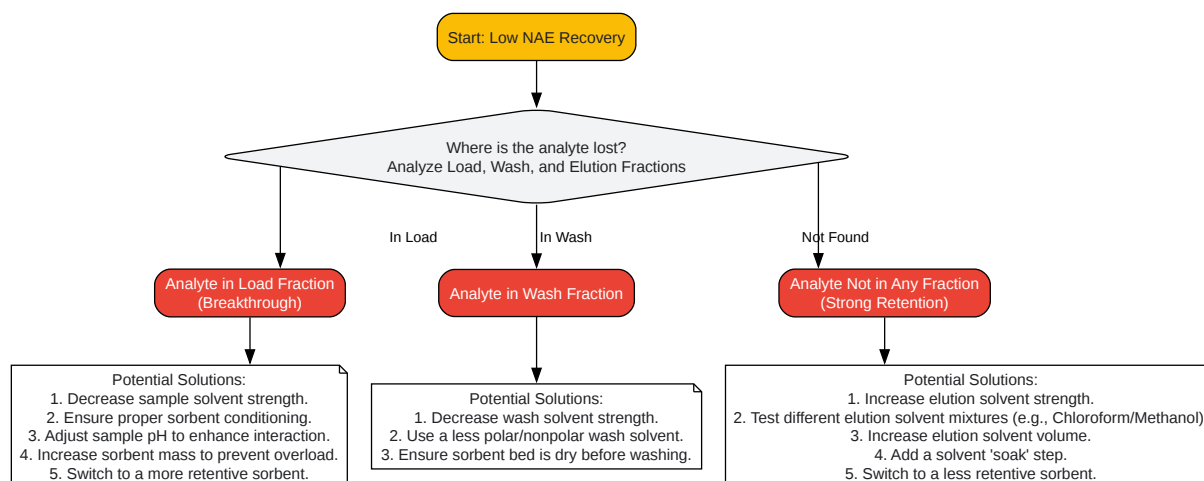 Start: Low NAE Recovery
Where is the analyte lost?
Analyze Load, Wash, and Elution Fractions
In Load
In Wash
Not Found
Analyte in Load Fraction
(Breakthrough)
Analyte in Wash Fraction
Analyte Not in Any Fraction
(Strong Retention)
Potential Solutions:
1. Decrease sample solvent strength.
2. Ensure proper sorbent conditioning.
3. Adjust sample pH to enhance interaction.
4. Increase sorbent mass to prevent overload.
5. Switch to a more retentive sorbent.
Potential Solutions:
1. Decrease wash solvent strength.
2. Use a less polar/nonpolar wash solvent.
3. Ensure sorbent bed is dry before washing.
Potential Solutions:
1. Increase elution solvent strength.
2. Test different elution solvent mixtures (e.g., Chloroform/Methanol)
3. Increase elution solvent volume.
4. Add a solvent 'soak' step.
5. Switch to a less retentive sorbent.